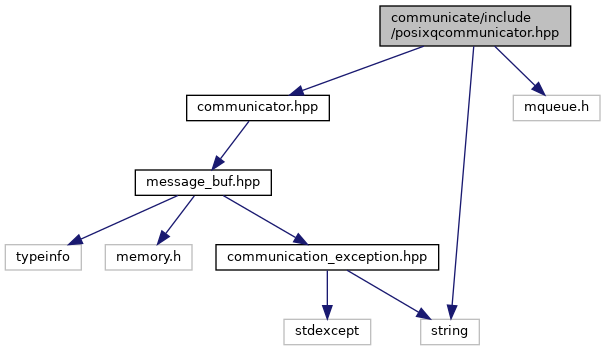 communicate/include
/posixqcommunicator.hpp
communicator.hpp
mqueue.h
message_buf.hpp
typeinfo
memory.h
communication_exception.hpp
stdexcept
string